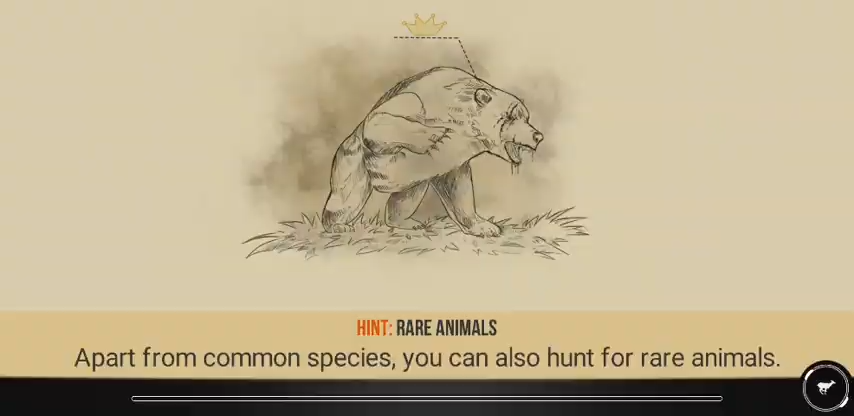 HINT: RARE ANIMALS
Apart from common species, you can also hunt for rare animals.